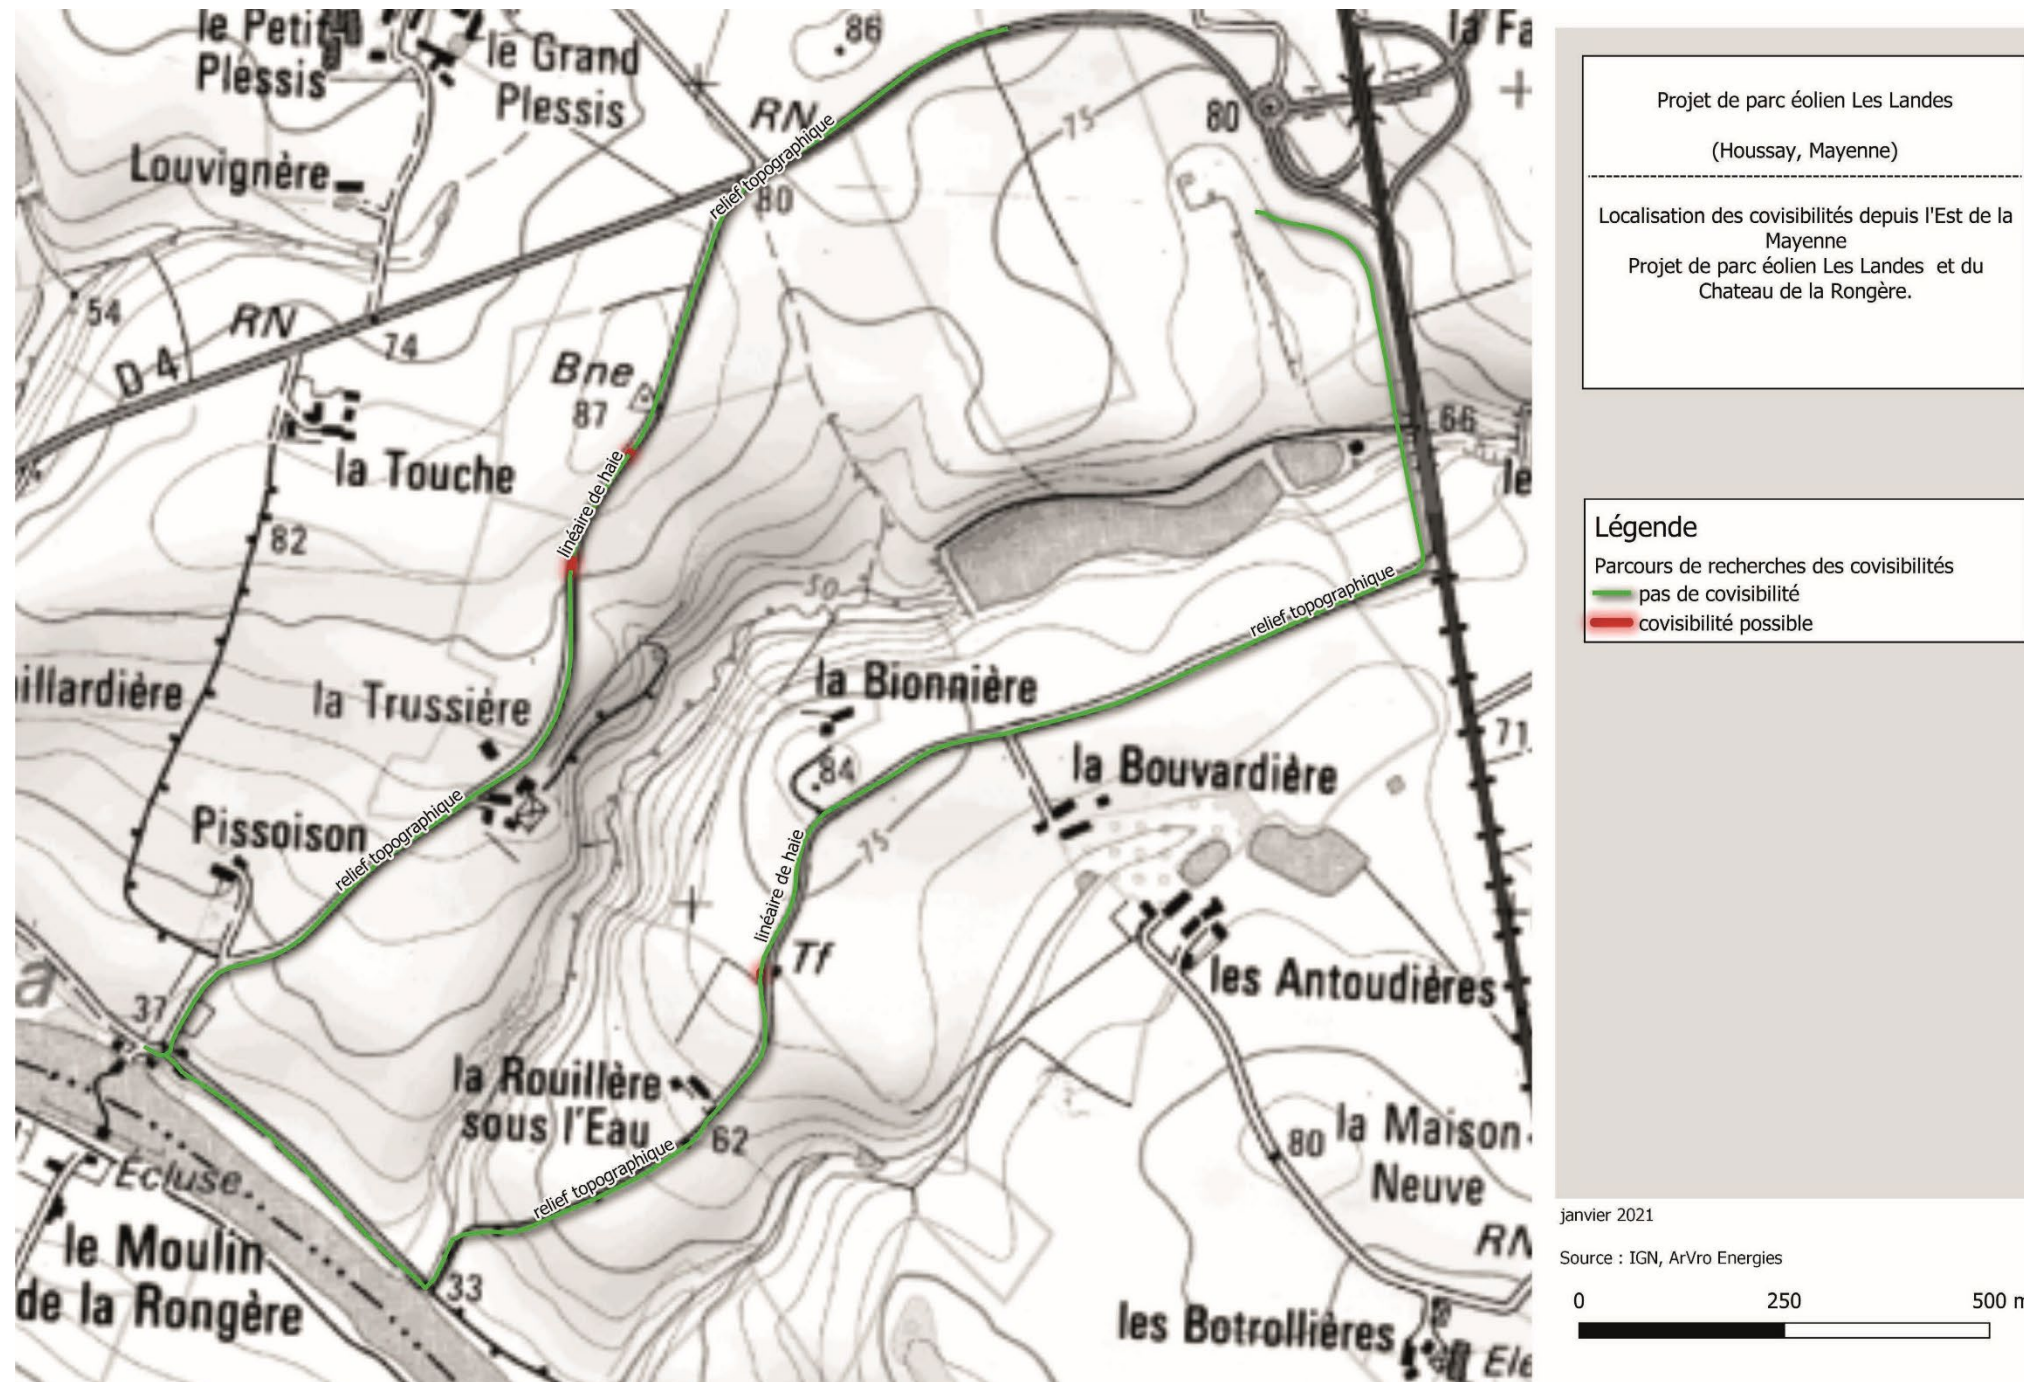 le Petit
Plessis
le Grand
Plessis
86
la Fa
RN
relief topographique
80
80
Louvignère
54
RN
74
D 4
Bne
87
la Touche
linéaire de haie
82
66
le
50
relief topographique
illardière
la Trussière
la Bionnière
84
71
la Bouvardière
Pissoison
relief topographique
75
75
linéaire de haie
Tf
les Antoudières
a
37
la Rouillère
sous l'Eau
62
relief topographique
80
la Maison
Neuve
Écluse
le Moulin
de la Rongère
33
RN
les Botrollières
Ele
Projet de parc éolien Les Landes
(Houssay, Mayenne)
Localisation des covisibilités depuis l'Est de la
Mayenne
Projet de parc éolien Les Landes et du
Chateau de la Rongère.
Légende
Parcours de recherches des covisibilités
pas de covisibilité
covisibilité possible
janvier 2021
Source : IGN, ArVro Energies
0 250 500 m